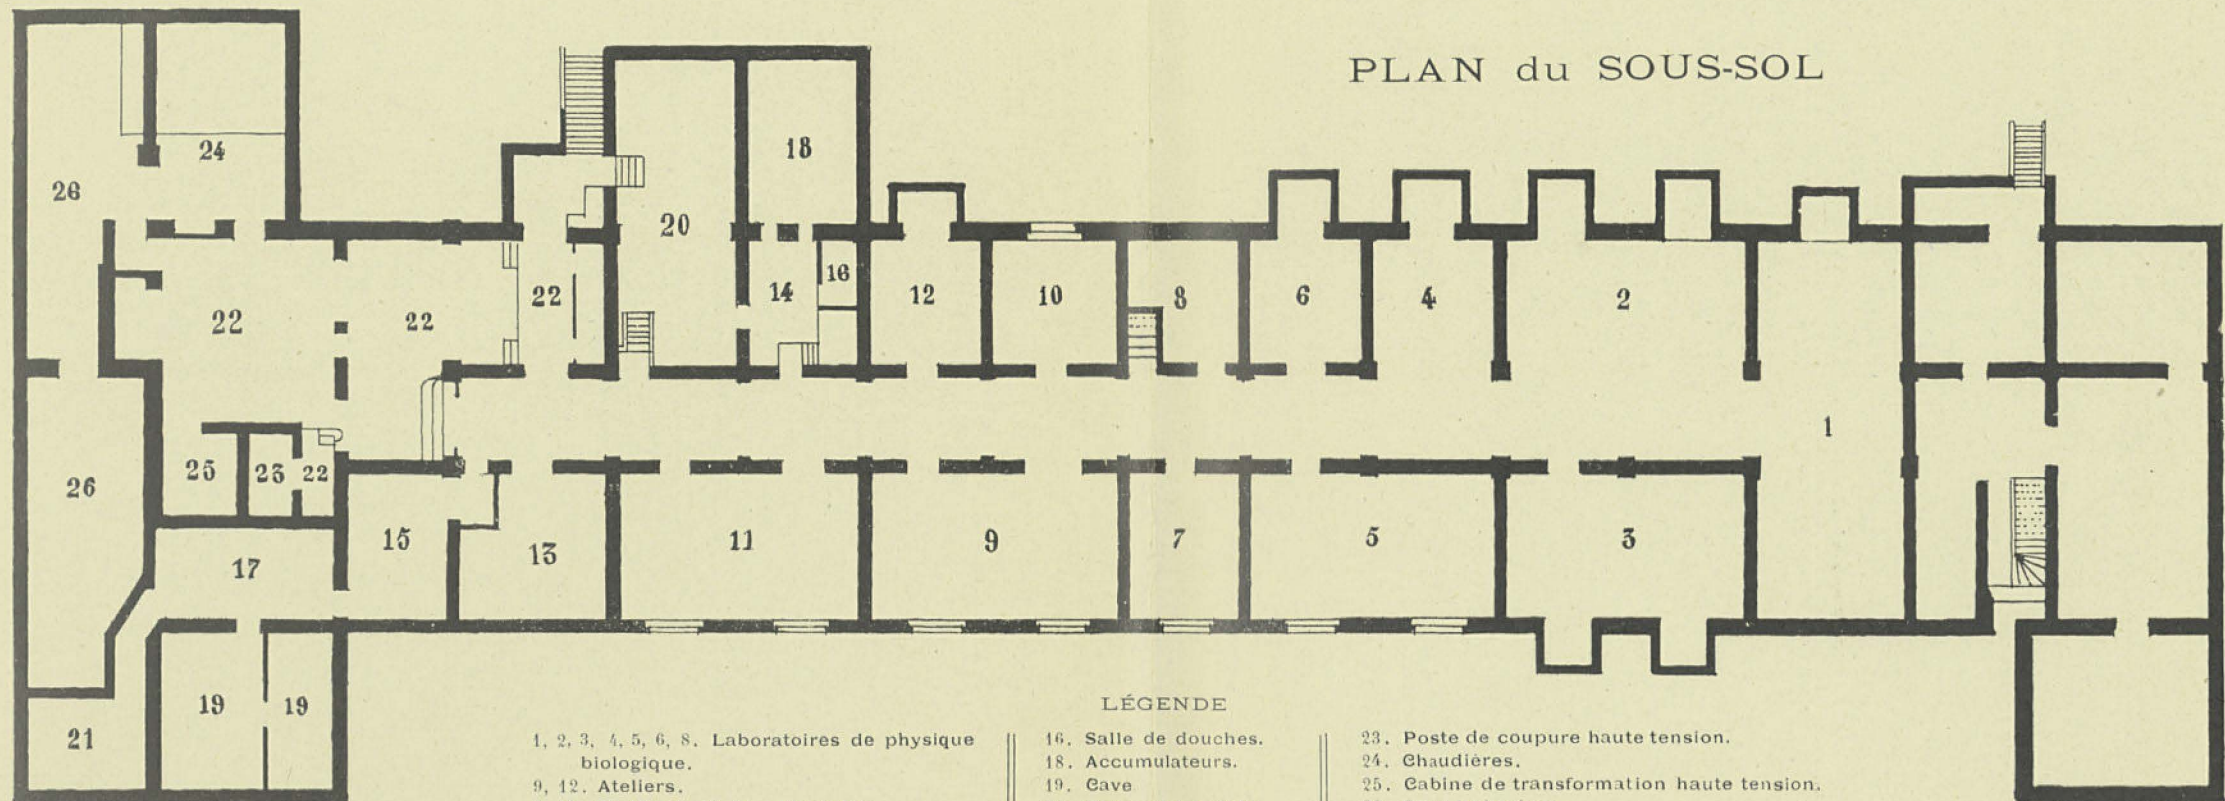 PLAN du SOUS-SOL
24
18
26
20
16
22
22
22
14
12
10
8
6
4
2
1
25
23
22
26
15
13
11
9
7
5
3
17
19
19
21
LÉGENDE
1, 2, 3, 4, 5, 6, 8. Laboratoires de physique
biologique.
9, 12. Ateliers.
16. Salle de douches.
18. Accumulateurs.
19. Cave
23. Poste de coupure haute tension.
24. Chaudières.
25. Cabine de transformation haute tension.